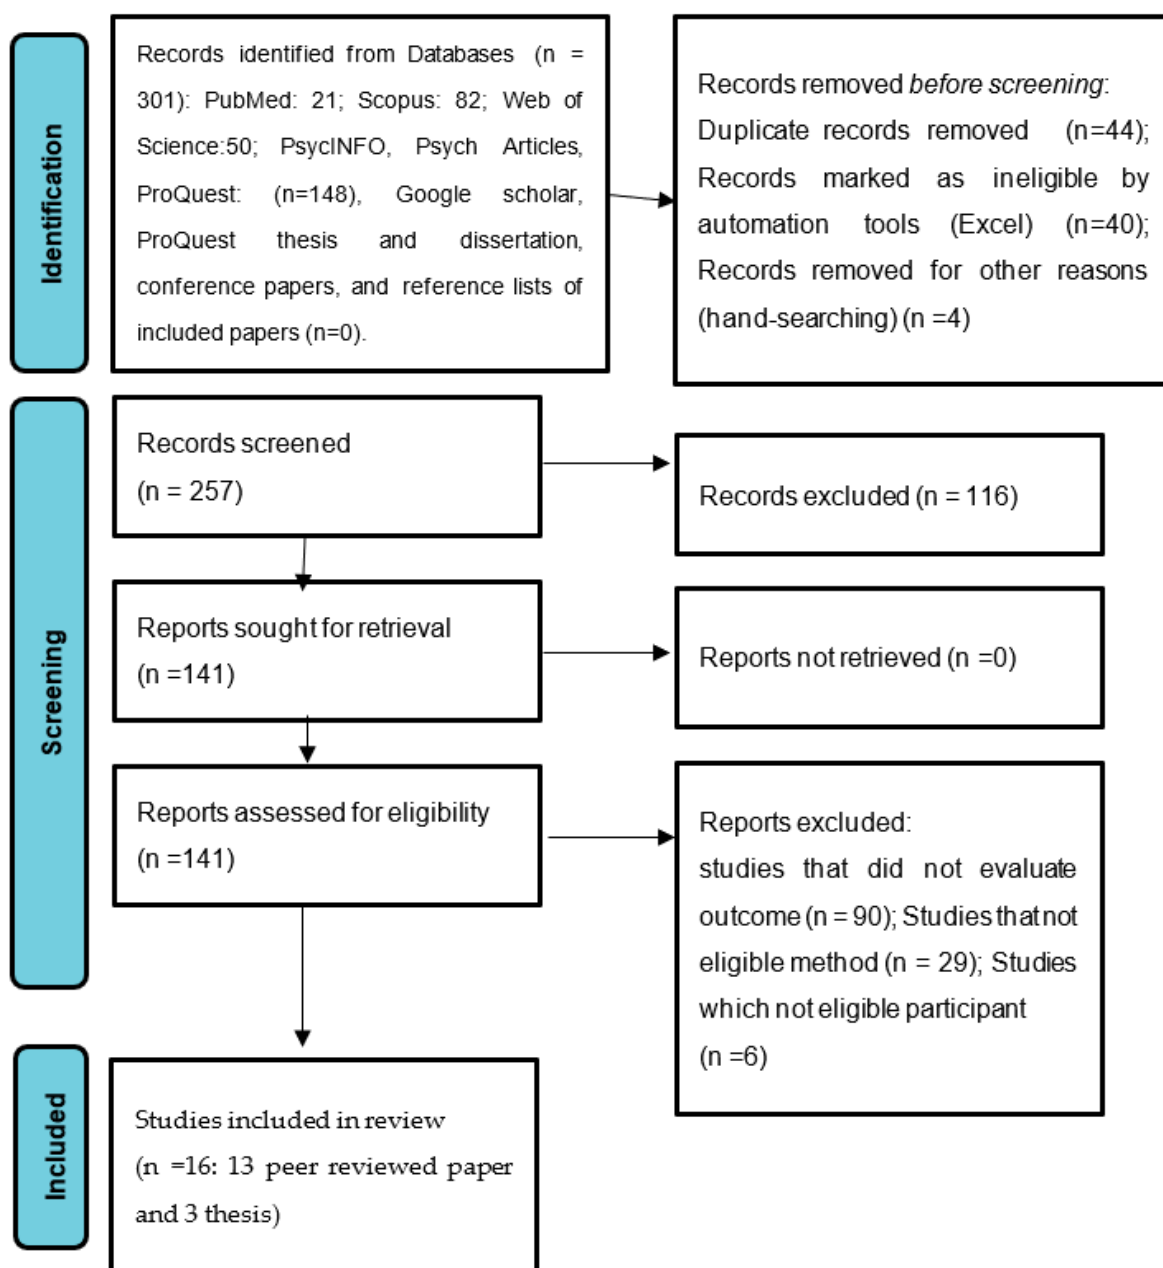 Identification
Records identified from Databases (n =
301): PubMed: 21; Scopus: 82; Web of
Science:50; PsycINFO, Psych Articles,
ProQuest: (n=148), Google scholar,
ProQuest thesis and dissertation,
conference papers, and reference lists of
included papers (n=0).
Records removed before screening:
Duplicate records removed (n=44);
Records marked as ineligible by
automation tools (Excel) (n=40);
Records removed for other reasons
(hand-searching) (n =4)
Screening
Records screened
(n = 257)
Records excluded (n = 116)
Reports sought for retrieval
(n =141)
Reports not retrieved (n =0)
Reports assessed for eligibility
(n =141)
Reports excluded:
studies that did not evaluate
outcome (n = 90); Studies that not
eligible method (n = 29); Studies
which not eligible participant
(n =6)
Included
Studies included in review
(n =16: 13 peer reviewed paper
and 3 thesis)